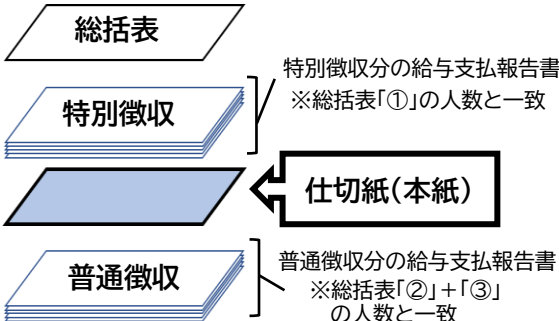 総括表
特別徴収分の給与支払報告書
※総括表「①」の人数と一致
特別徴収
仕切紙(本紙)
普通徴収分の給与支払報告書
※総括表「②」+「③」
の人数と一致
普通徴収